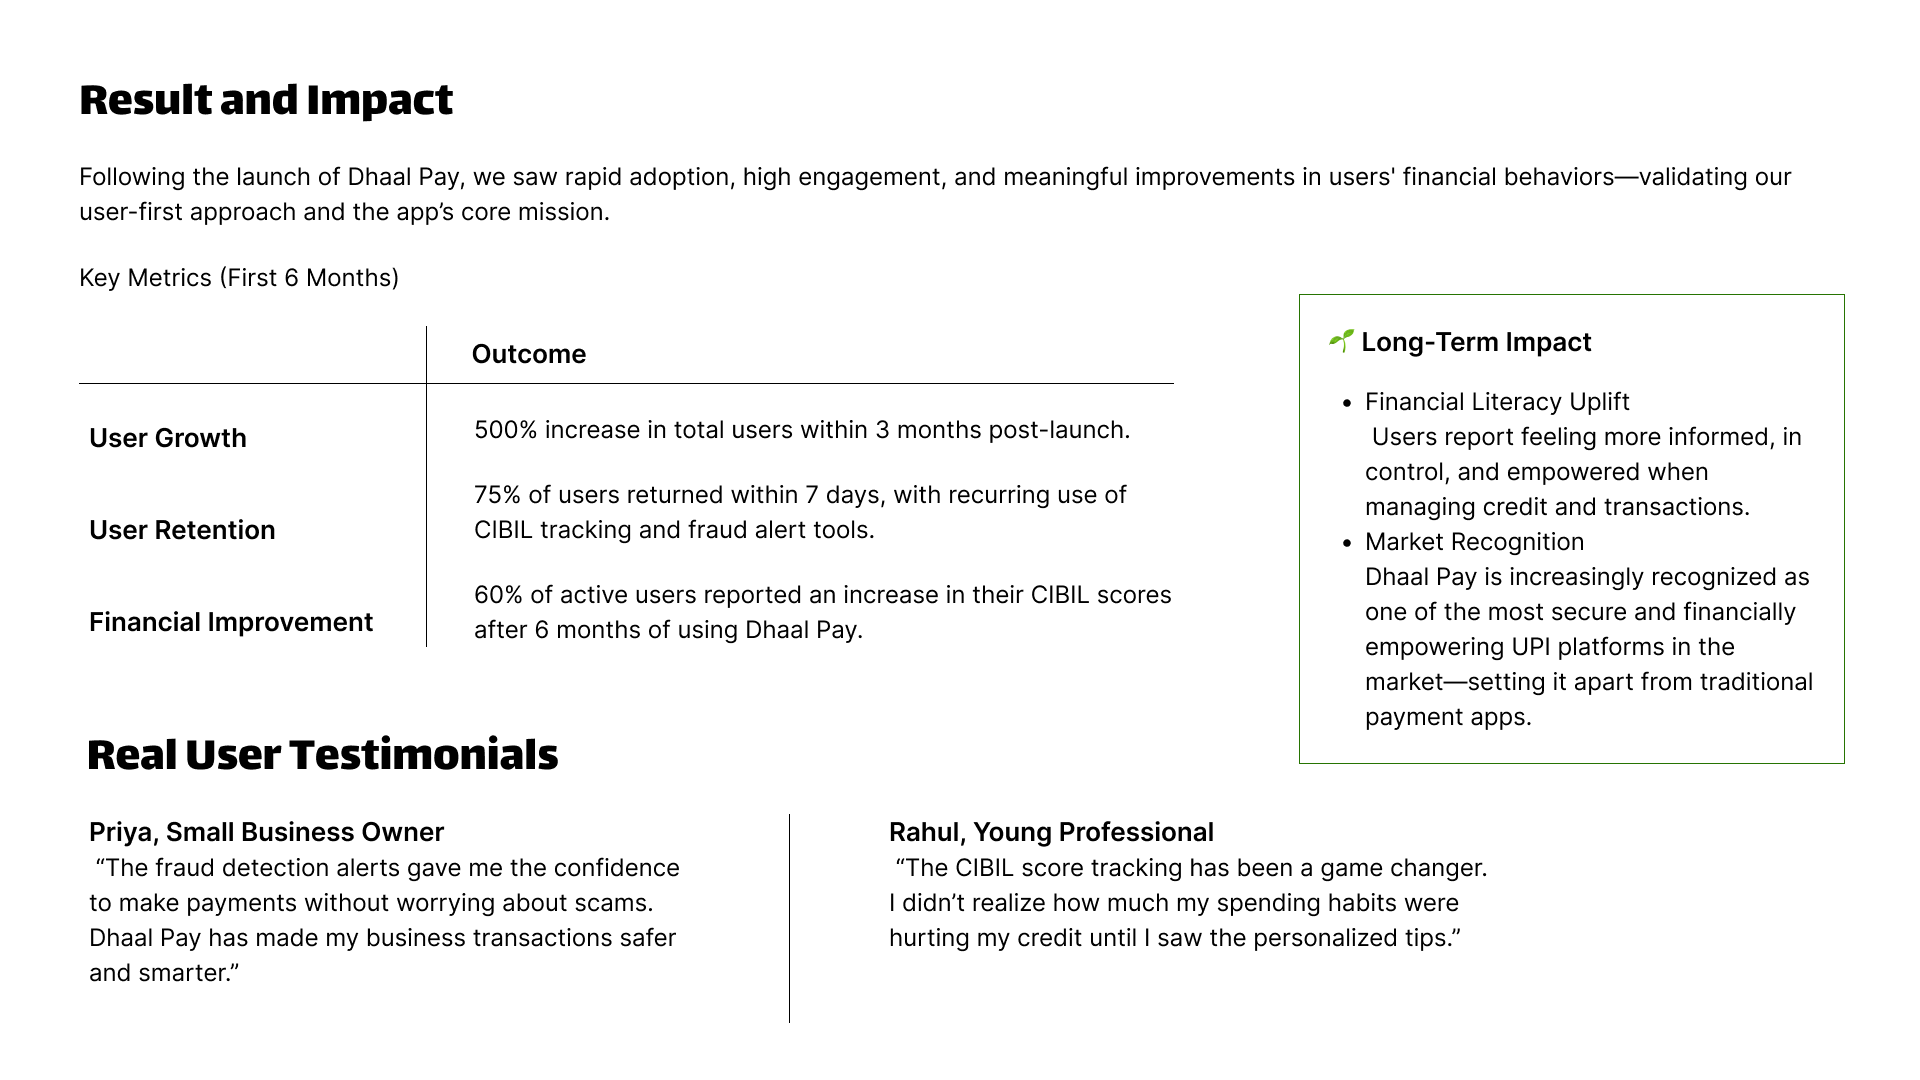 Result and Impact
Following the launch of Dhaal Pay, we saw rapid adoption, high engagement, and meaningful improvements in users' financial behaviors—validating our
user-first approach and the app’s core mission.
Key Metrics (First 6 Months)
Outcome
User Growth
500% increase in total users within 3 months post-launch.
User Retention
75% of users returned within 7 days, with recurring use of
CIBIL tracking and fraud alert tools.
Financial Improvement
60% of active users reported an increase in their CIBIL scores
after 6 months of using Dhaal Pay.
🌱 Long-Term Impact
• Financial Literacy Uplift
Users report feeling more informed, in
control, and empowered when
managing credit and transactions.
• Market Recognition
Dhaal Pay is increasingly recognized as
one of the most secure and financially
empowering UPI platforms in the
market—setting it apart from traditional
payment apps.
Real User Testimonials
Priya, Small Business Owner
“The fraud detection alerts gave me the confidence
to make payments without worrying about scams.
Dhaal Pay has made my business transactions safer
and smarter.”
Rahul, Young Professional
“The CIBIL score tracking has been a game changer.
I didn’t realize how much my spending habits were
hurting my credit until I saw the personalized tips.”